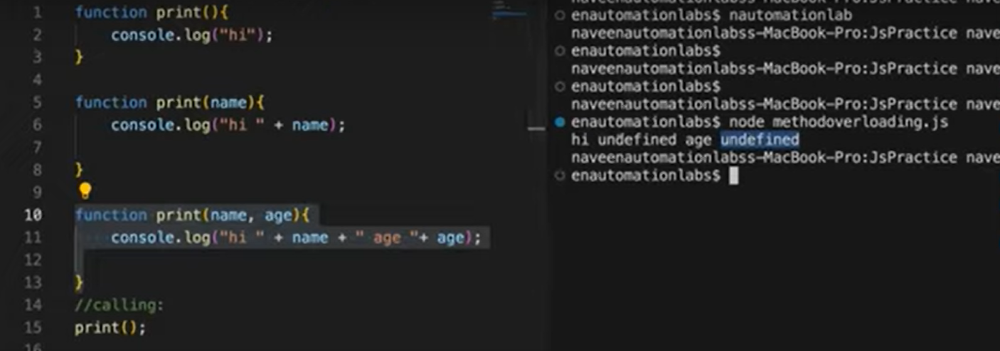 1 function print(){
2 console.log("hi");
3 }
4
5 function print(name){
6 console.log("hi " + name);
7
8 }
9
10 function print(name, age){
11 console.log("hi " + name + " age "+ age);
12
13 }
14 //calling:
15 print();
16
enautomationlabs$ nautomationlab
naveenautomationlabss-MacBook-Pro:JsPractice nave
enautomationlabs$
naveenautomationlabss-MacBook-Pro:JsPractice nave
enautomationlabs$
naveenautomationlabss-MacBook-Pro:JsPractice nave
enautomationlabs$ node methodoverloading.js
hi undefined age undefined
naveenautomationlabss-MacBook-Pro:JsPractice nave
enautomationlabs$